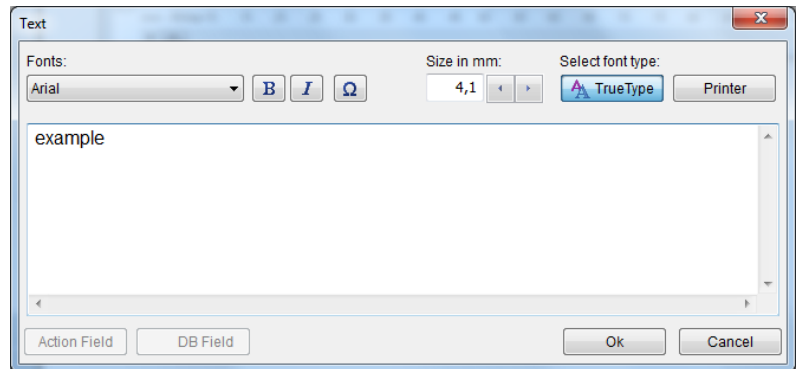 Text
Fonts: Size in mm: Select font type:
Arial B I Ω 4,1 TrueType Printer
example
Action Field DB Field Ok Cancel